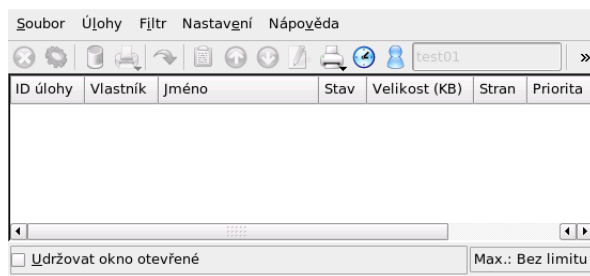 Soubor Úlohy Filtr Nastavení Nápověda
test01 »
ID úlohy Vlastník Jméno Stav Velikost (KB) Stran Priorita
Udržovat okno otevřené Max.: Bez limitu